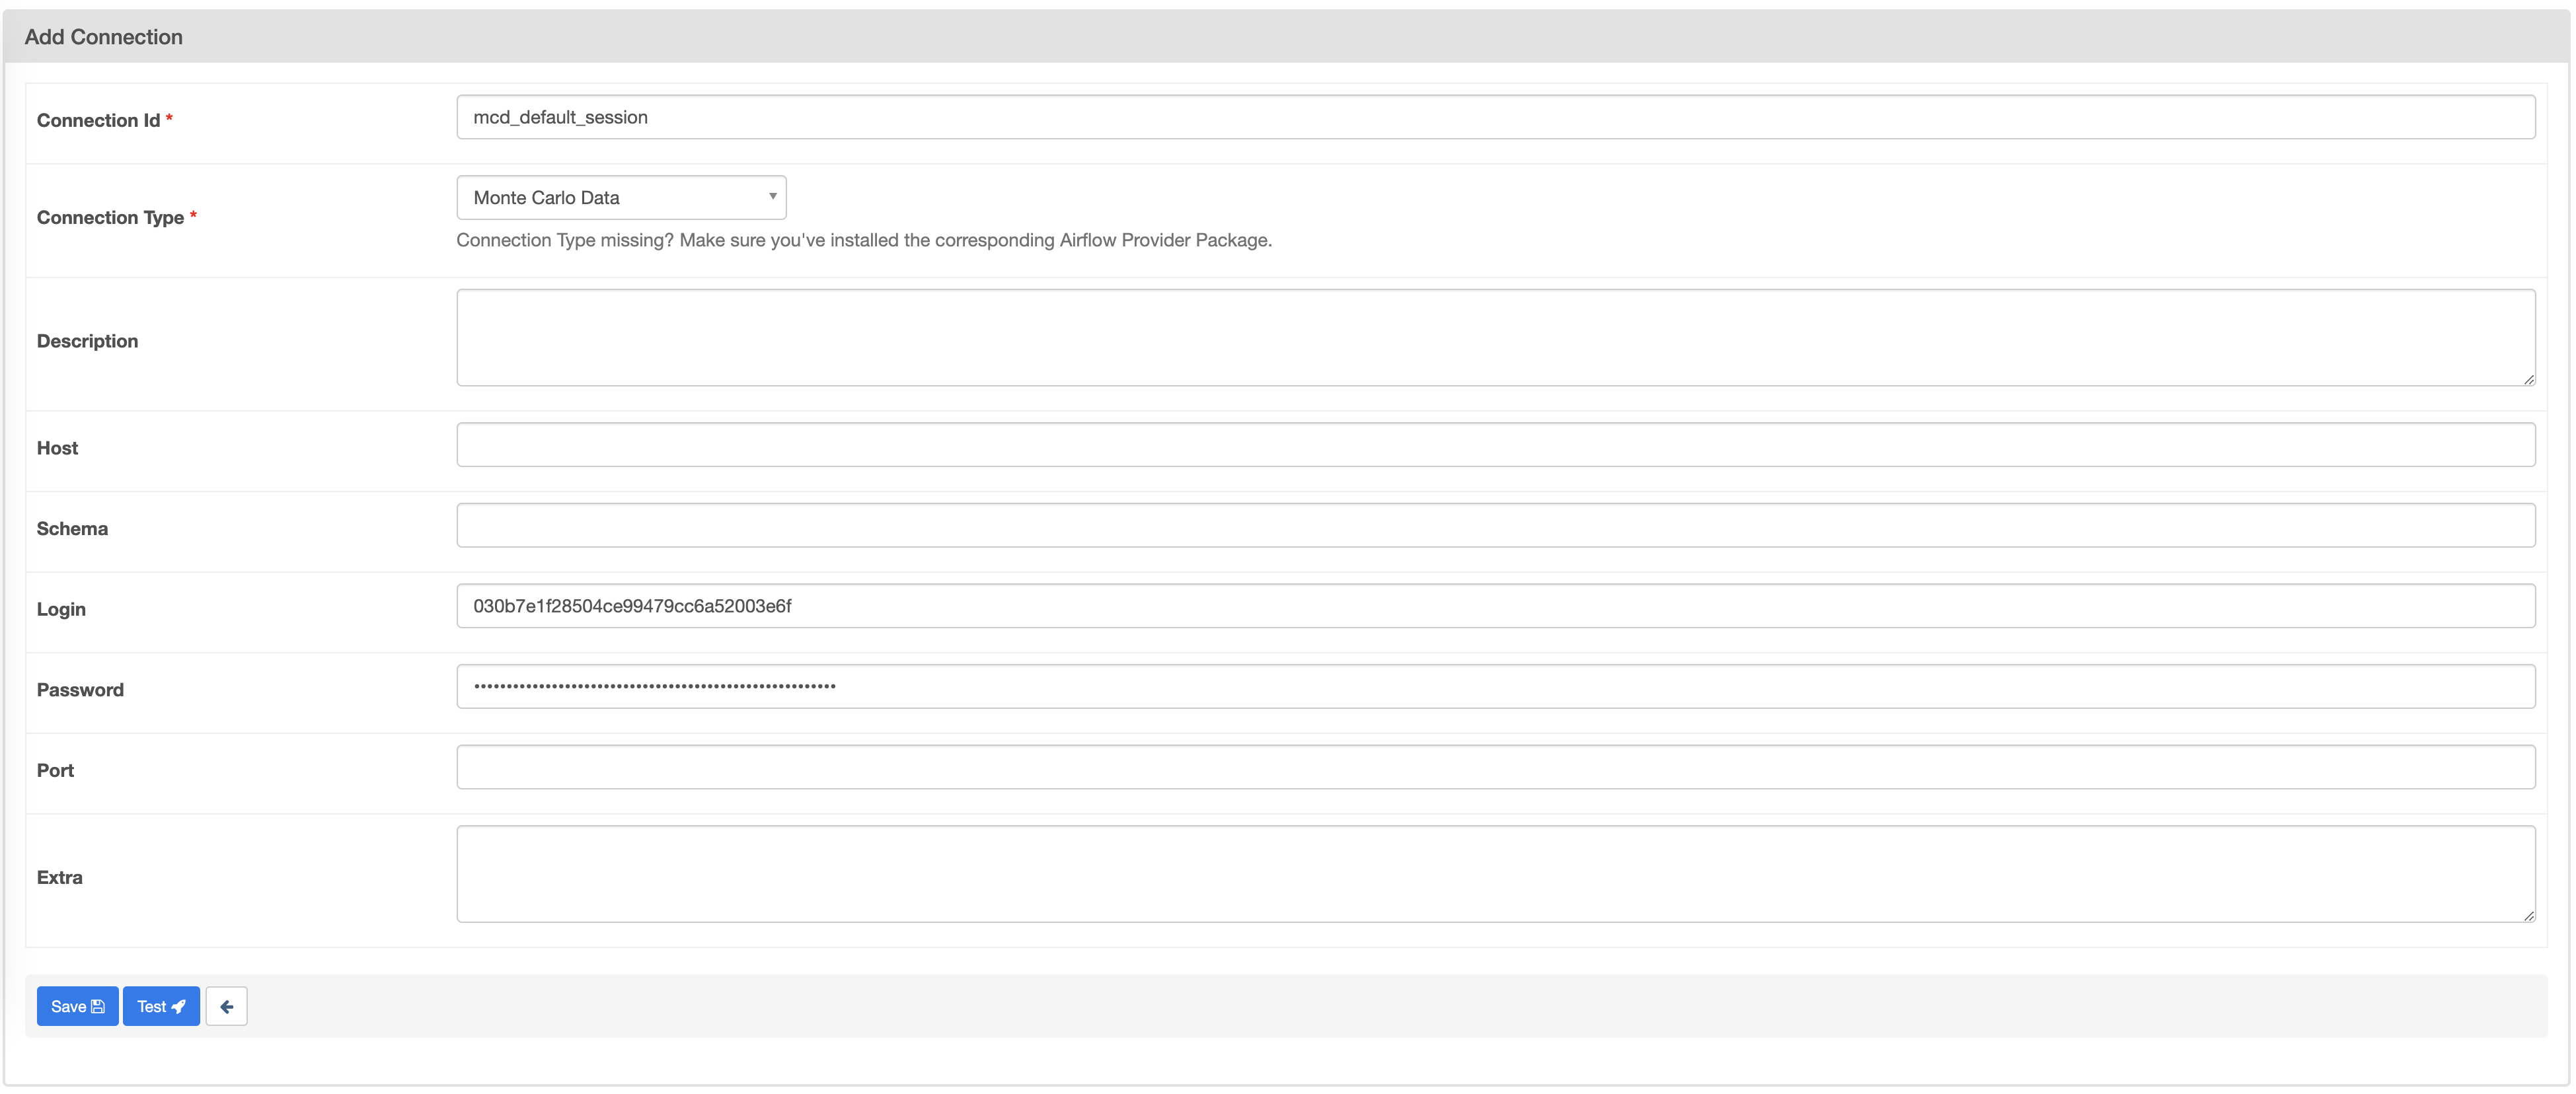 Add Connection
Connection Id *
mcd_default_session
Connection Type *
Monte Carlo Data
Connection Type missing? Make sure you've installed the corresponding Airflow Provider Package.
Description
Host
Schema
Login
030b7e1f28504ce99479cc6a52003e6f
Password
••••••••••••••••••••••••••••••••••••••••••••••••••••••••
Port
Extra
Save Test